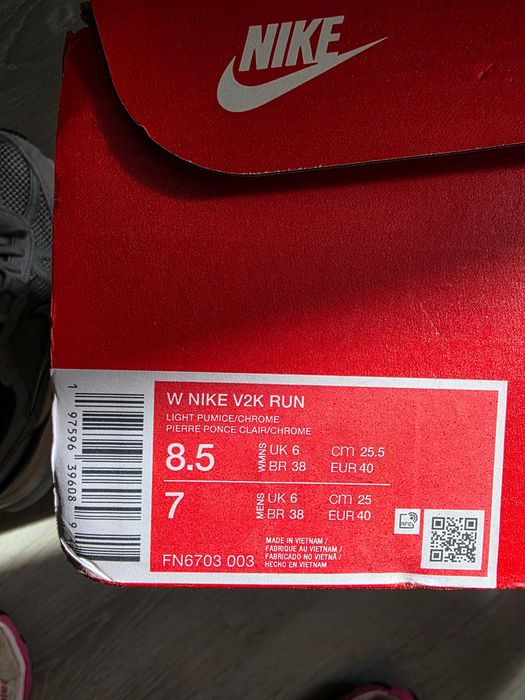 NIKE
W NIKE V2K RUN
LIGHT PUMICE/CHROME
PIERRE PONCE CLAIR/CHROME
8.5 WMNS UK 6 cm 25.5
BR 38 EUR 40
7 MENS UK 6 cm 25
BR 38 EUR 40
RFID
MADE IN VIETNAM /
FABRIQUE AU VIETNAM /
FABRICADO NO VIETNÃ /
HECHO EN VIETNAM
FN6703 003
1 97596 39608 9